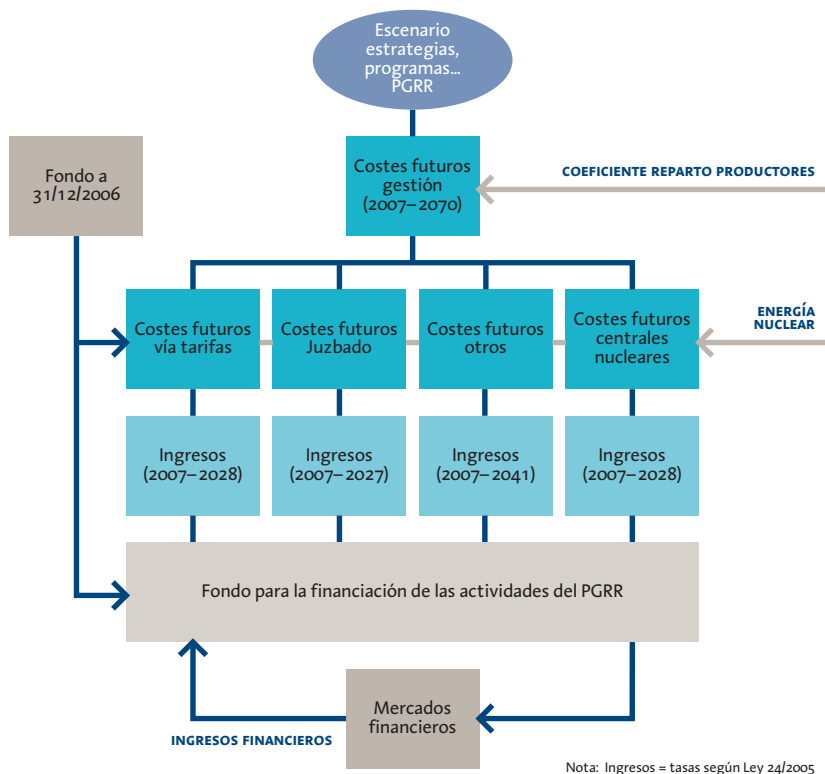 Escenario
estrategias,
programas...
PGRR
Fondo a
31/12/2006
Costes futuros
gestión
(2007–2070)
COEFICIENTE REPARTO PRODUCTORES
Costes futuros
vía tarifas
Costes futuros
Juzbado
Costes futuros
otros
Costes futuros
centrales
nucleares
ENERGÍA
NUCLEAR
Ingresos
(2007–2028)
Ingresos
(2007–2027)
Ingresos
(2007–2041)
Ingresos
(2007–2028)
Fondo para la financiación de las actividades del PGRR
Mercados
financieros
INGRESOS FINANCIEROS
Nota: Ingresos = tasas según Ley 24/2005